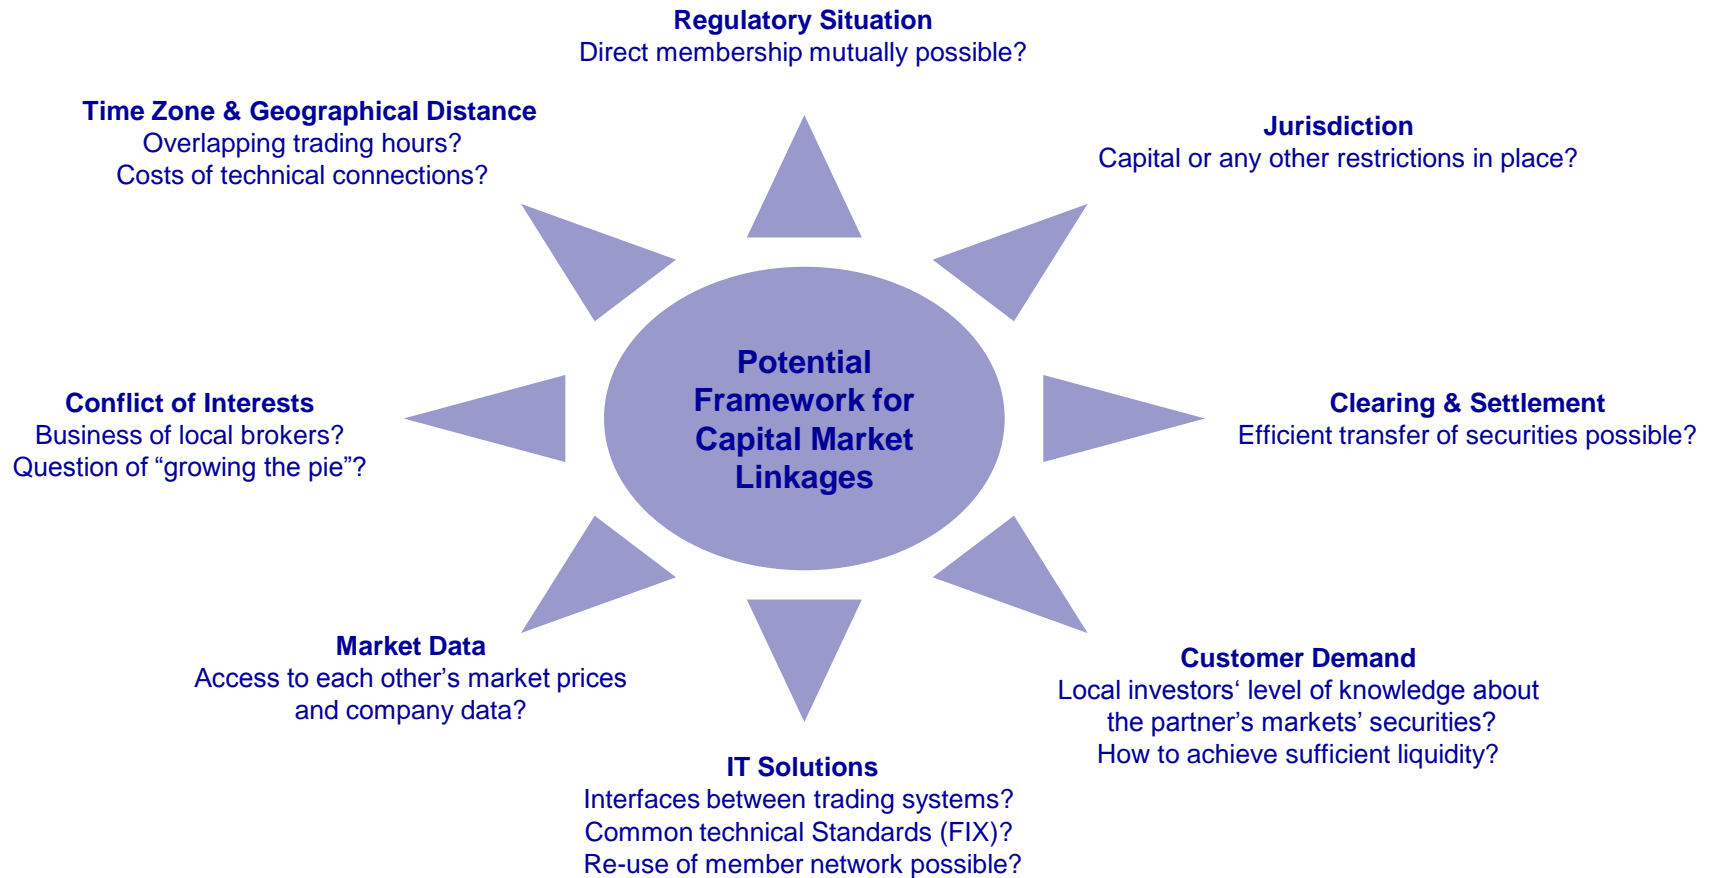 Regulatory Situation
Direct membership mutually possible?
Time Zone & Geographical Distance
Overlapping trading hours?
Costs of technical connections?
Jurisdiction
Capital or any other restrictions in place?
Potential
Framework for
Capital Market
Linkages
Conflict of Interests
Business of local brokers?
Question of “growing the pie”?
Clearing & Settlement
Efficient transfer of securities possible?
Market Data
Access to each other’s market prices
and company data?
Customer Demand
Local investors‘ level of knowledge about
the partner’s markets’ securities?
How to achieve sufficient liquidity?
IT Solutions
Interfaces between trading systems?
Common technical Standards (FIX)?
Re-use of member network possible?